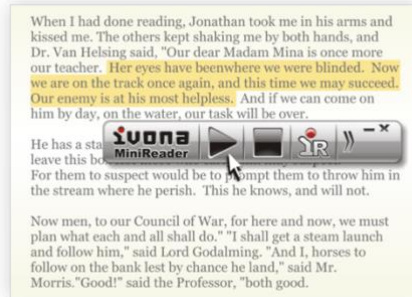 When I had done reading, Jonathan took me in his arms and
kissed me. The others kept shaking me by both hands, and
Dr. Van Helsing said, "Our dear Madam Mina is once more
our teacher. Her eyes have beenwhere we were blinded. Now
we are on the track once again, and this time we may succeed.
Our enemy is at his most helpless. And if we can come on
him by day, on the water, our task will be over.
He has a sta
ivona
MiniReader
R
leave this bo
For them to suspect would be to prompt them to throw him in
the stream where he perish. This he knows, and will not.
Now men, to our Council of War, for here and now, we must
plan what each and all shall do." "I shall get a steam launch
and follow him," said Lord Godalming. "And I, horses to
follow on the bank lest by chance he land," said Mr.
Morris."Good!" said the Professor, "both good.